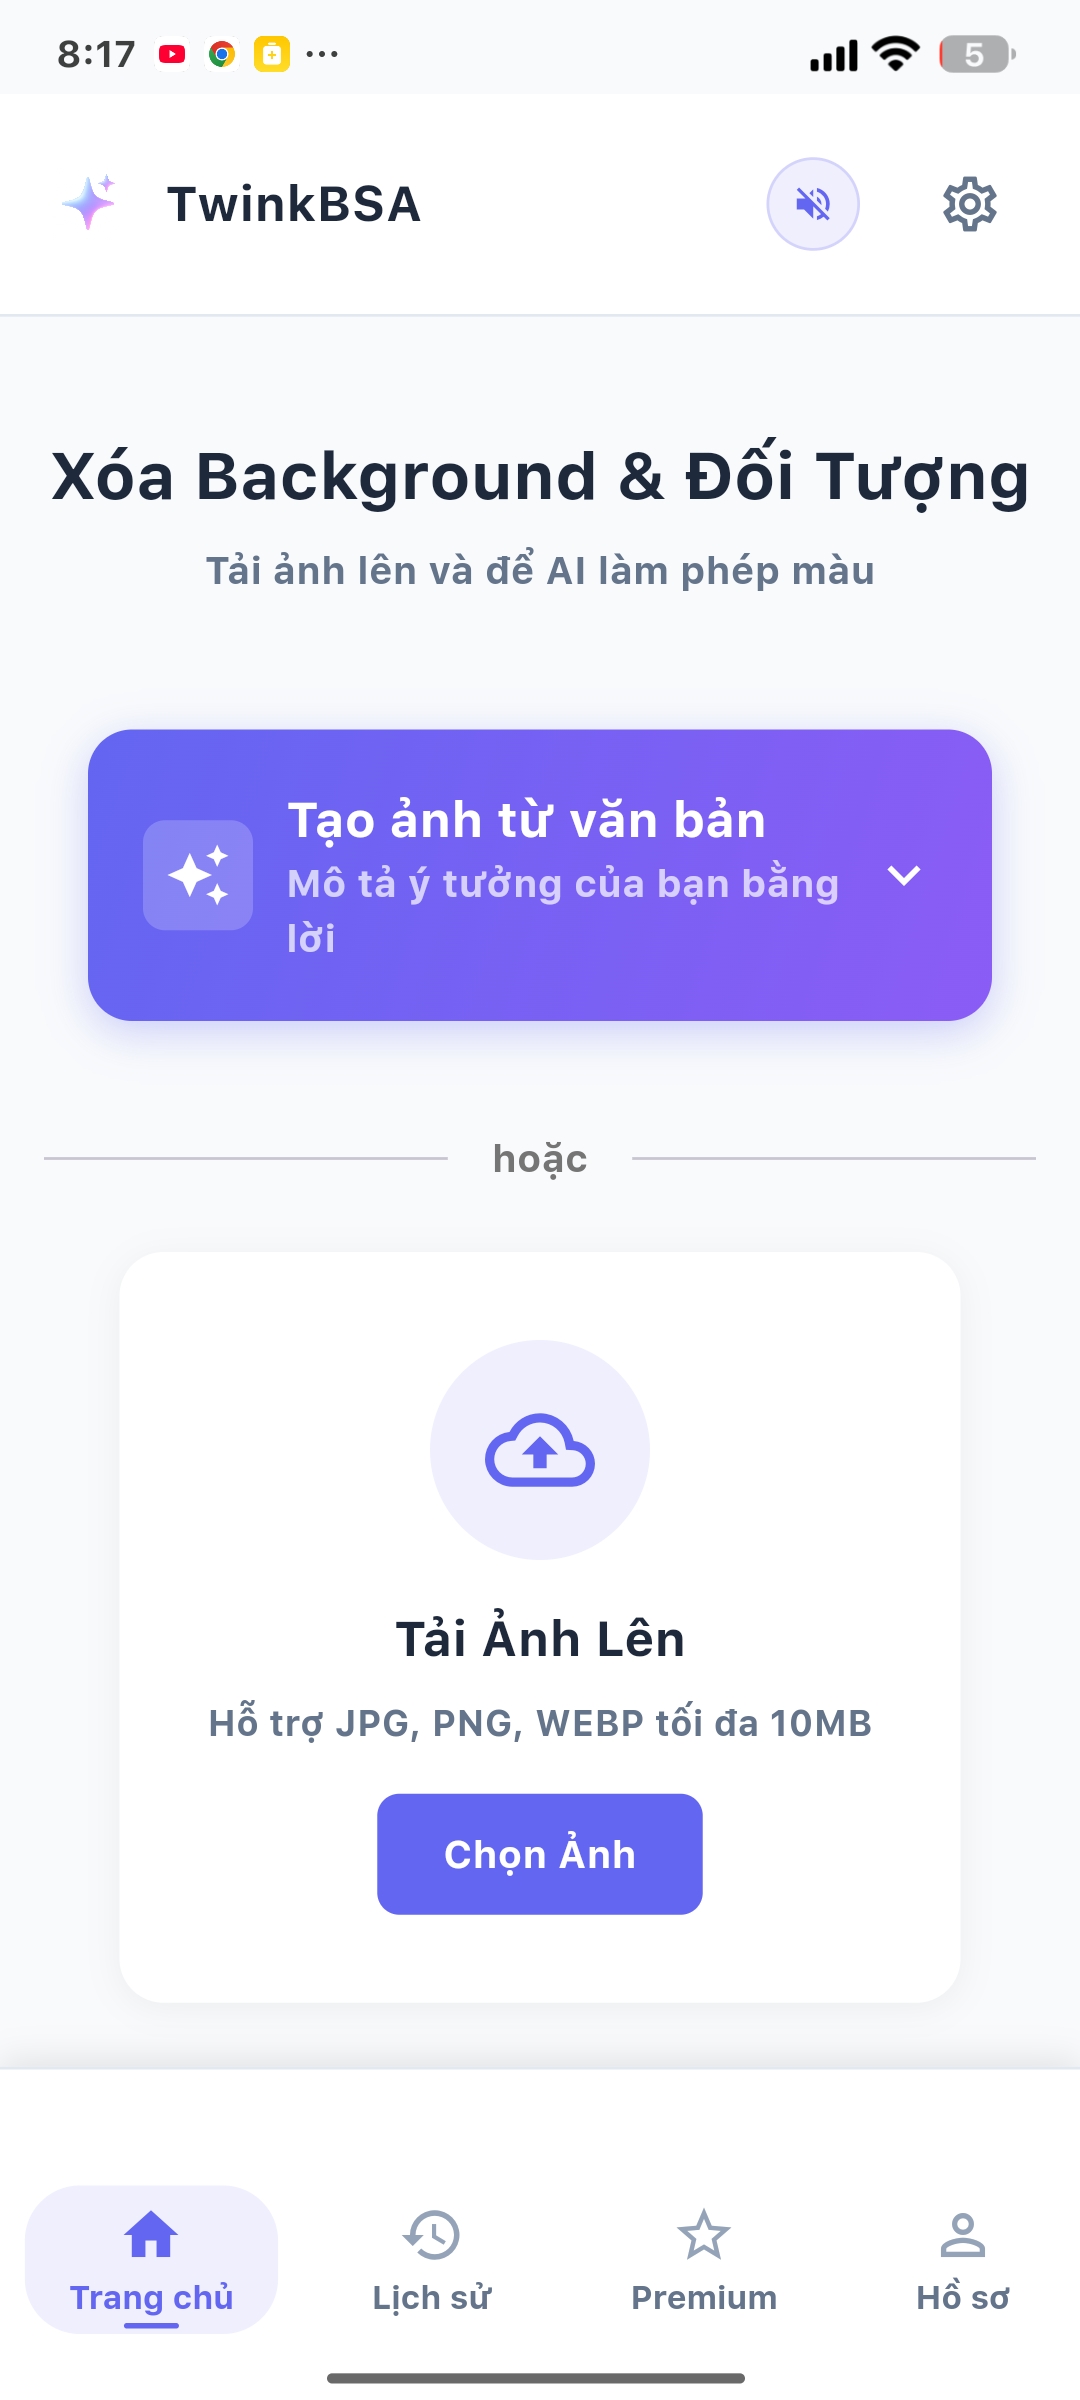 8:17
5
TwinkBSA
Xóa Background & Đối Tượng
Tải ảnh lên và để AI làm phép màu
Tạo ảnh từ văn bản
Mô tả ý tưởng của bạn bằng
lời
hoặc
Tải Ảnh Lên
Hỗ trợ JPG, PNG, WEBP tối đa 10MB
Chọn Ảnh
Trang chủ
Lịch sử
Premium
Hồ sơ